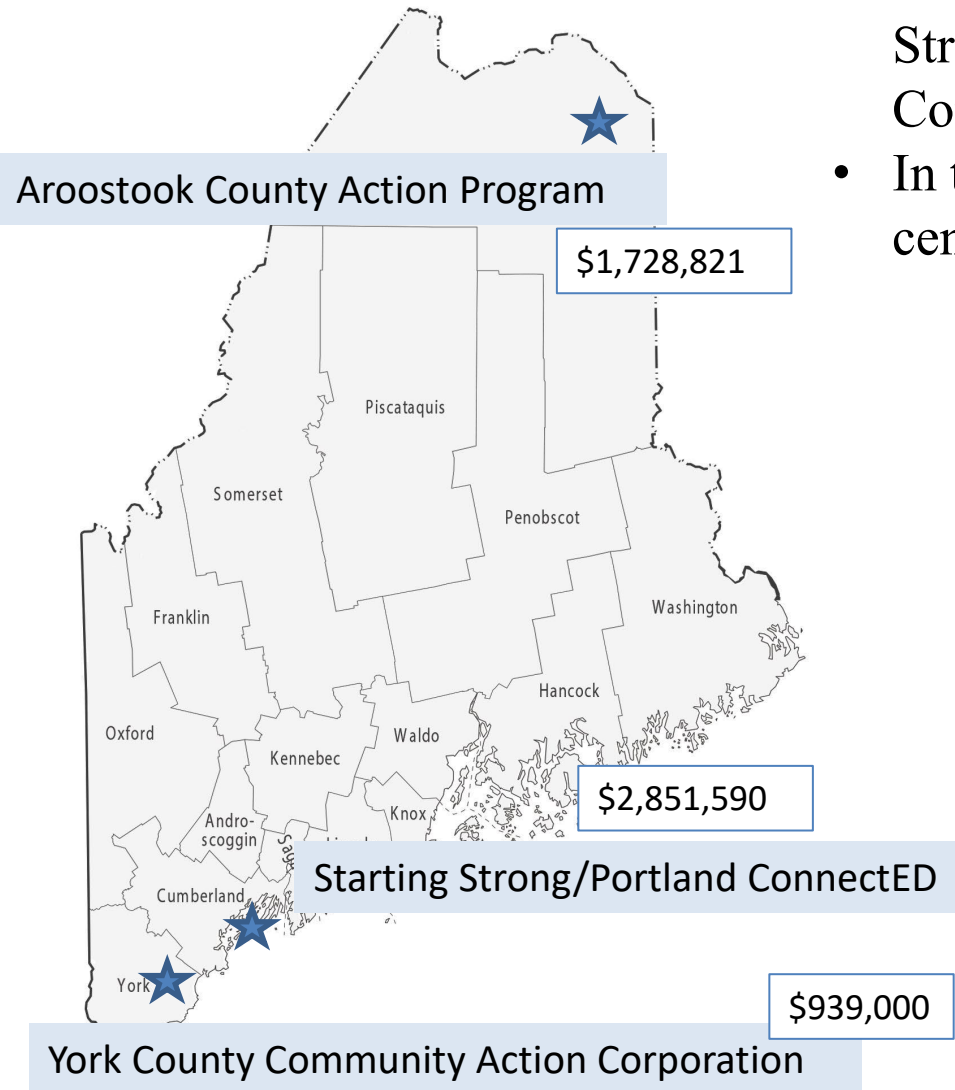 Str
Co
• In t
cen
Aroostook County Action Program
$1,728,821
Piscataquis
Somerset
Penobscot
Franklin
Washington
Hancock
Oxford
Waldo
Kennebec
$2,851,590
Knox
Andro-
scoggin
Starting Strong/Portland ConnectED
Cumberland
York
$939,000
York County Community Action Corporation